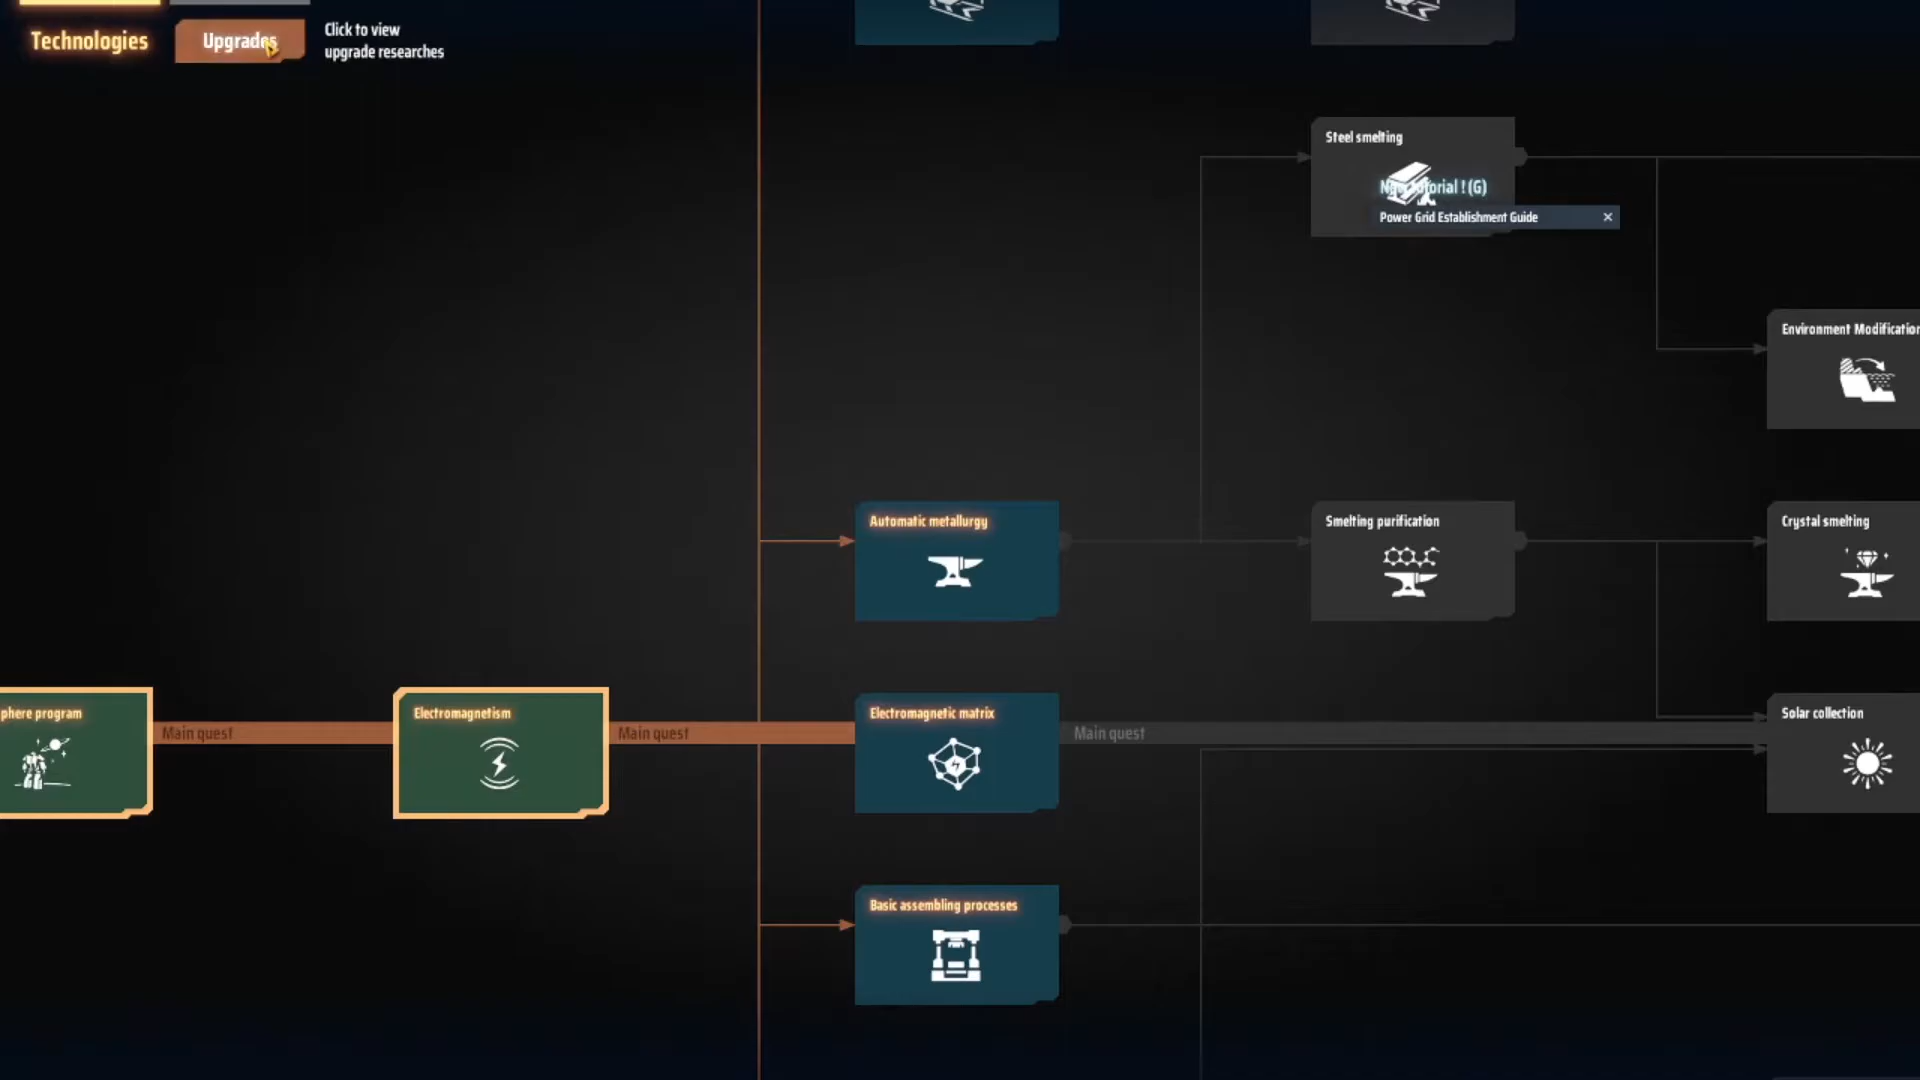 Technologies
Upgrades
Click to view
upgrade researches
Steel smelting
torial ! (G)
Power Grid Establishment Guide
Environment Modification
Automatic metallurgy
Smelting purification
Crystal smelting
phere program
Main quest
Electromagnetism
Main quest
Electromagnetic matrix
Main quest
Solar collection
Basic assembling processes